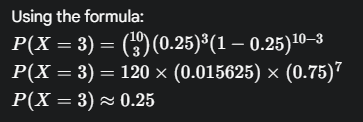 Using the formula:
P(X = 3) = (10 3)(0.25)³(1 − 0.25)¹⁰⁻³
P(X = 3) = 120 × (0.015625) × (0.75)⁷
P(X = 3) ≈ 0.25